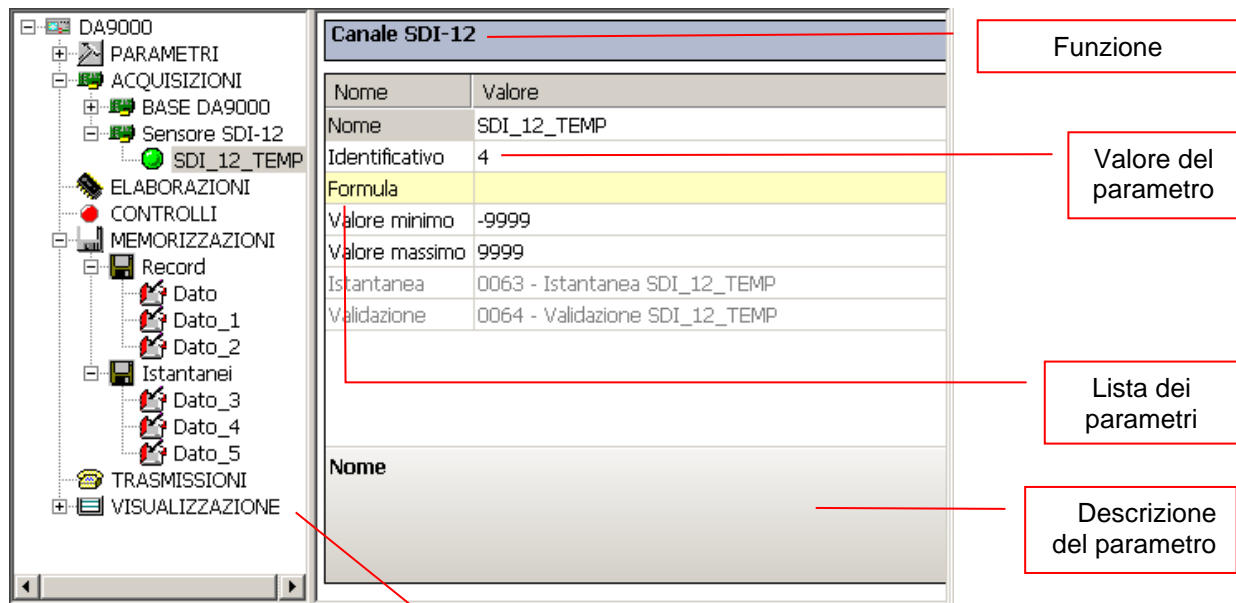 DA9000
PARAMETRI
ACQUISIZIONI
BASE DA9000
Sensore SDI-12
SDI_12_TEMP
ELABORAZIONI
CONTROLLI
MEMORIZZAZIONI
Record
Dato
Dato_1
Dato_2
Istantanei
Dato_3
Dato_4
Dato_5
TRASMISSIONI
VISUALIZZAZIONE
Canale SDI-12
Nome Valore
Nome SDI_12_TEMP
Identificativo 4
Formula
Valore minimo -9999
Valore massimo 9999
Istantanea 0063 - Istantanea SDI_12_TEMP
Validazione 0064 - Validazione SDI_12_TEMP
Nome
Funzione
Valore del
parametro
Lista dei
parametri
Descrizione
del parametro